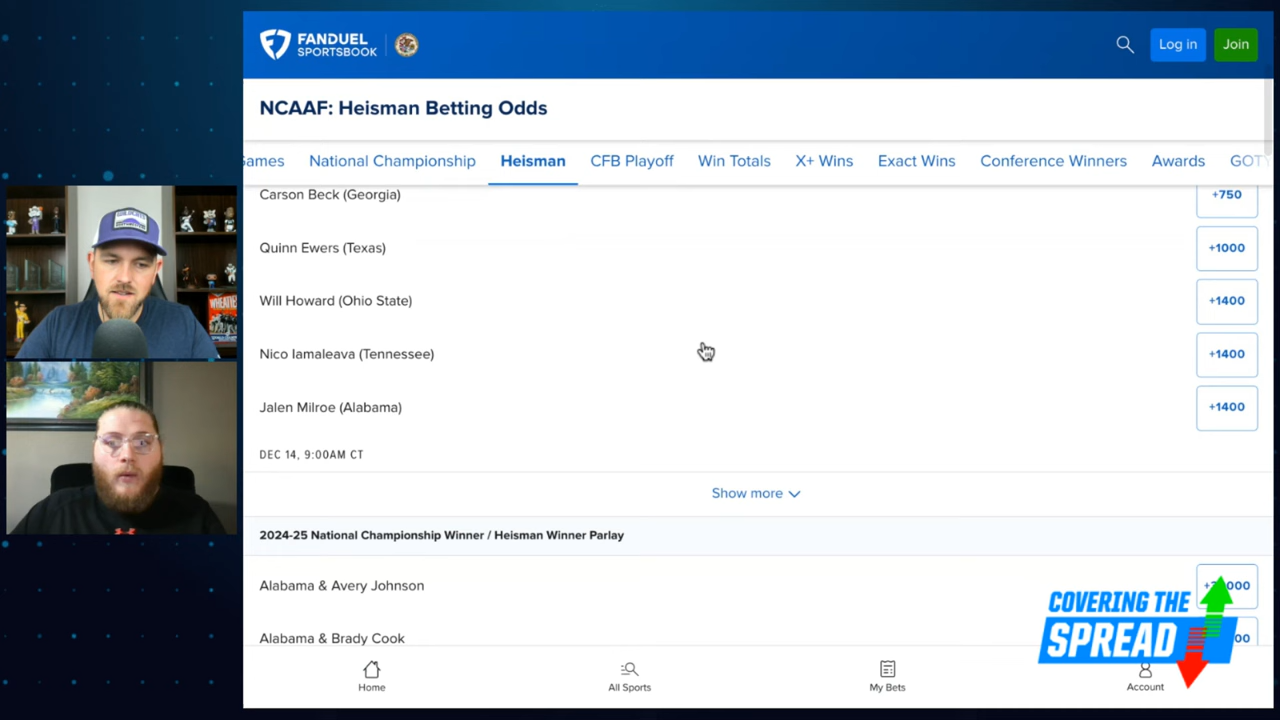 FANDUEL
SPORTSBOOK
Log in
Join
NCAAF: Heisman Betting Odds
Games National Championship Heisman CFB Playoff Win Totals X+ Wins Exact Wins Conference Winners Awards GOTY
Carson Beck (Georgia) +750
Quinn Ewers (Texas) +1000
Will Howard (Ohio State) +1400
Nico Iamaleava (Tennessee) +1400
Jalen Milroe (Alabama) +1400
DEC 14, 9:00AM CT
Show more
2024-25 National Championship Winner / Heisman Winner Parlay
Alabama & Avery Johnson
Alabama & Brady Cook
COVERING THE
SPREAD
Home
All Sports
My Bets
Account
WHEATIES